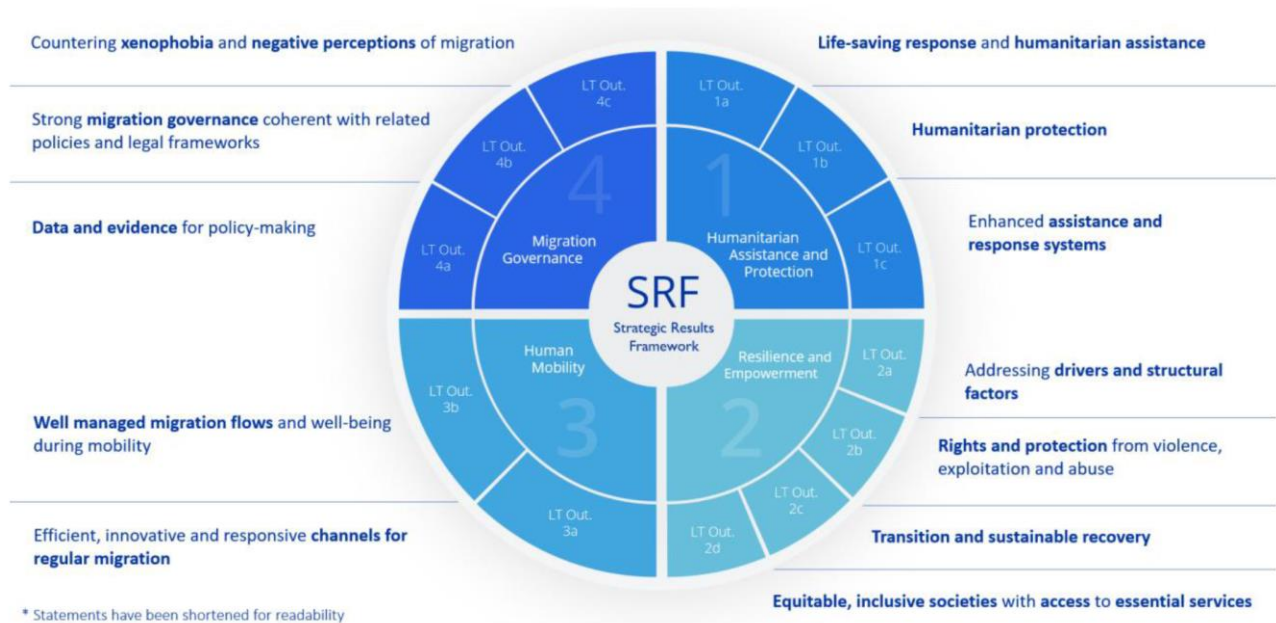 Countering xenophobia and negative perceptions of migration
Strong migration governance coherent with related
policies and legal frameworks
Data and evidence for policy-making
Well managed migration flows and well-being
during mobility
Efficient, innovative and responsive channels for
regular migration
* Statements have been shortened for readability
LT Out.
4c
LT Out.
4b
LT Out.
4a
4
Migration
Governance
LT Out.
1a
LT Out.
1b
LT Out.
1c
1
Humanitarian
Assistance and
Protection
SRF
Strategic Results
Framework
Human
Mobility
3
LT Out.
3b
LT Out.
3a
Resilience and
Empowerment
2
LT Out.
2a
LT Out.
2b
LT Out.
2c
LT Out.
2d
Life-saving response and humanitarian assistance
Humanitarian protection
Enhanced assistance and
response systems
Addressing drivers and structural
factors
Rights and protection from violence,
exploitation and abuse
Transition and sustainable recovery
Equitable, inclusive societies with access to essential services